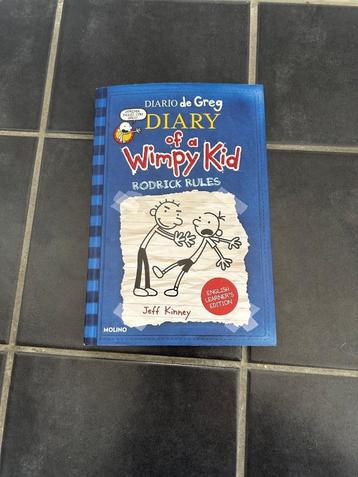 DIARIO de Greg
DIARY
of a
Wimpy Kid
RODRICK RULES
ENGLISH
LEARNER'S
EDITION
Jeff Kinney
MOLINO